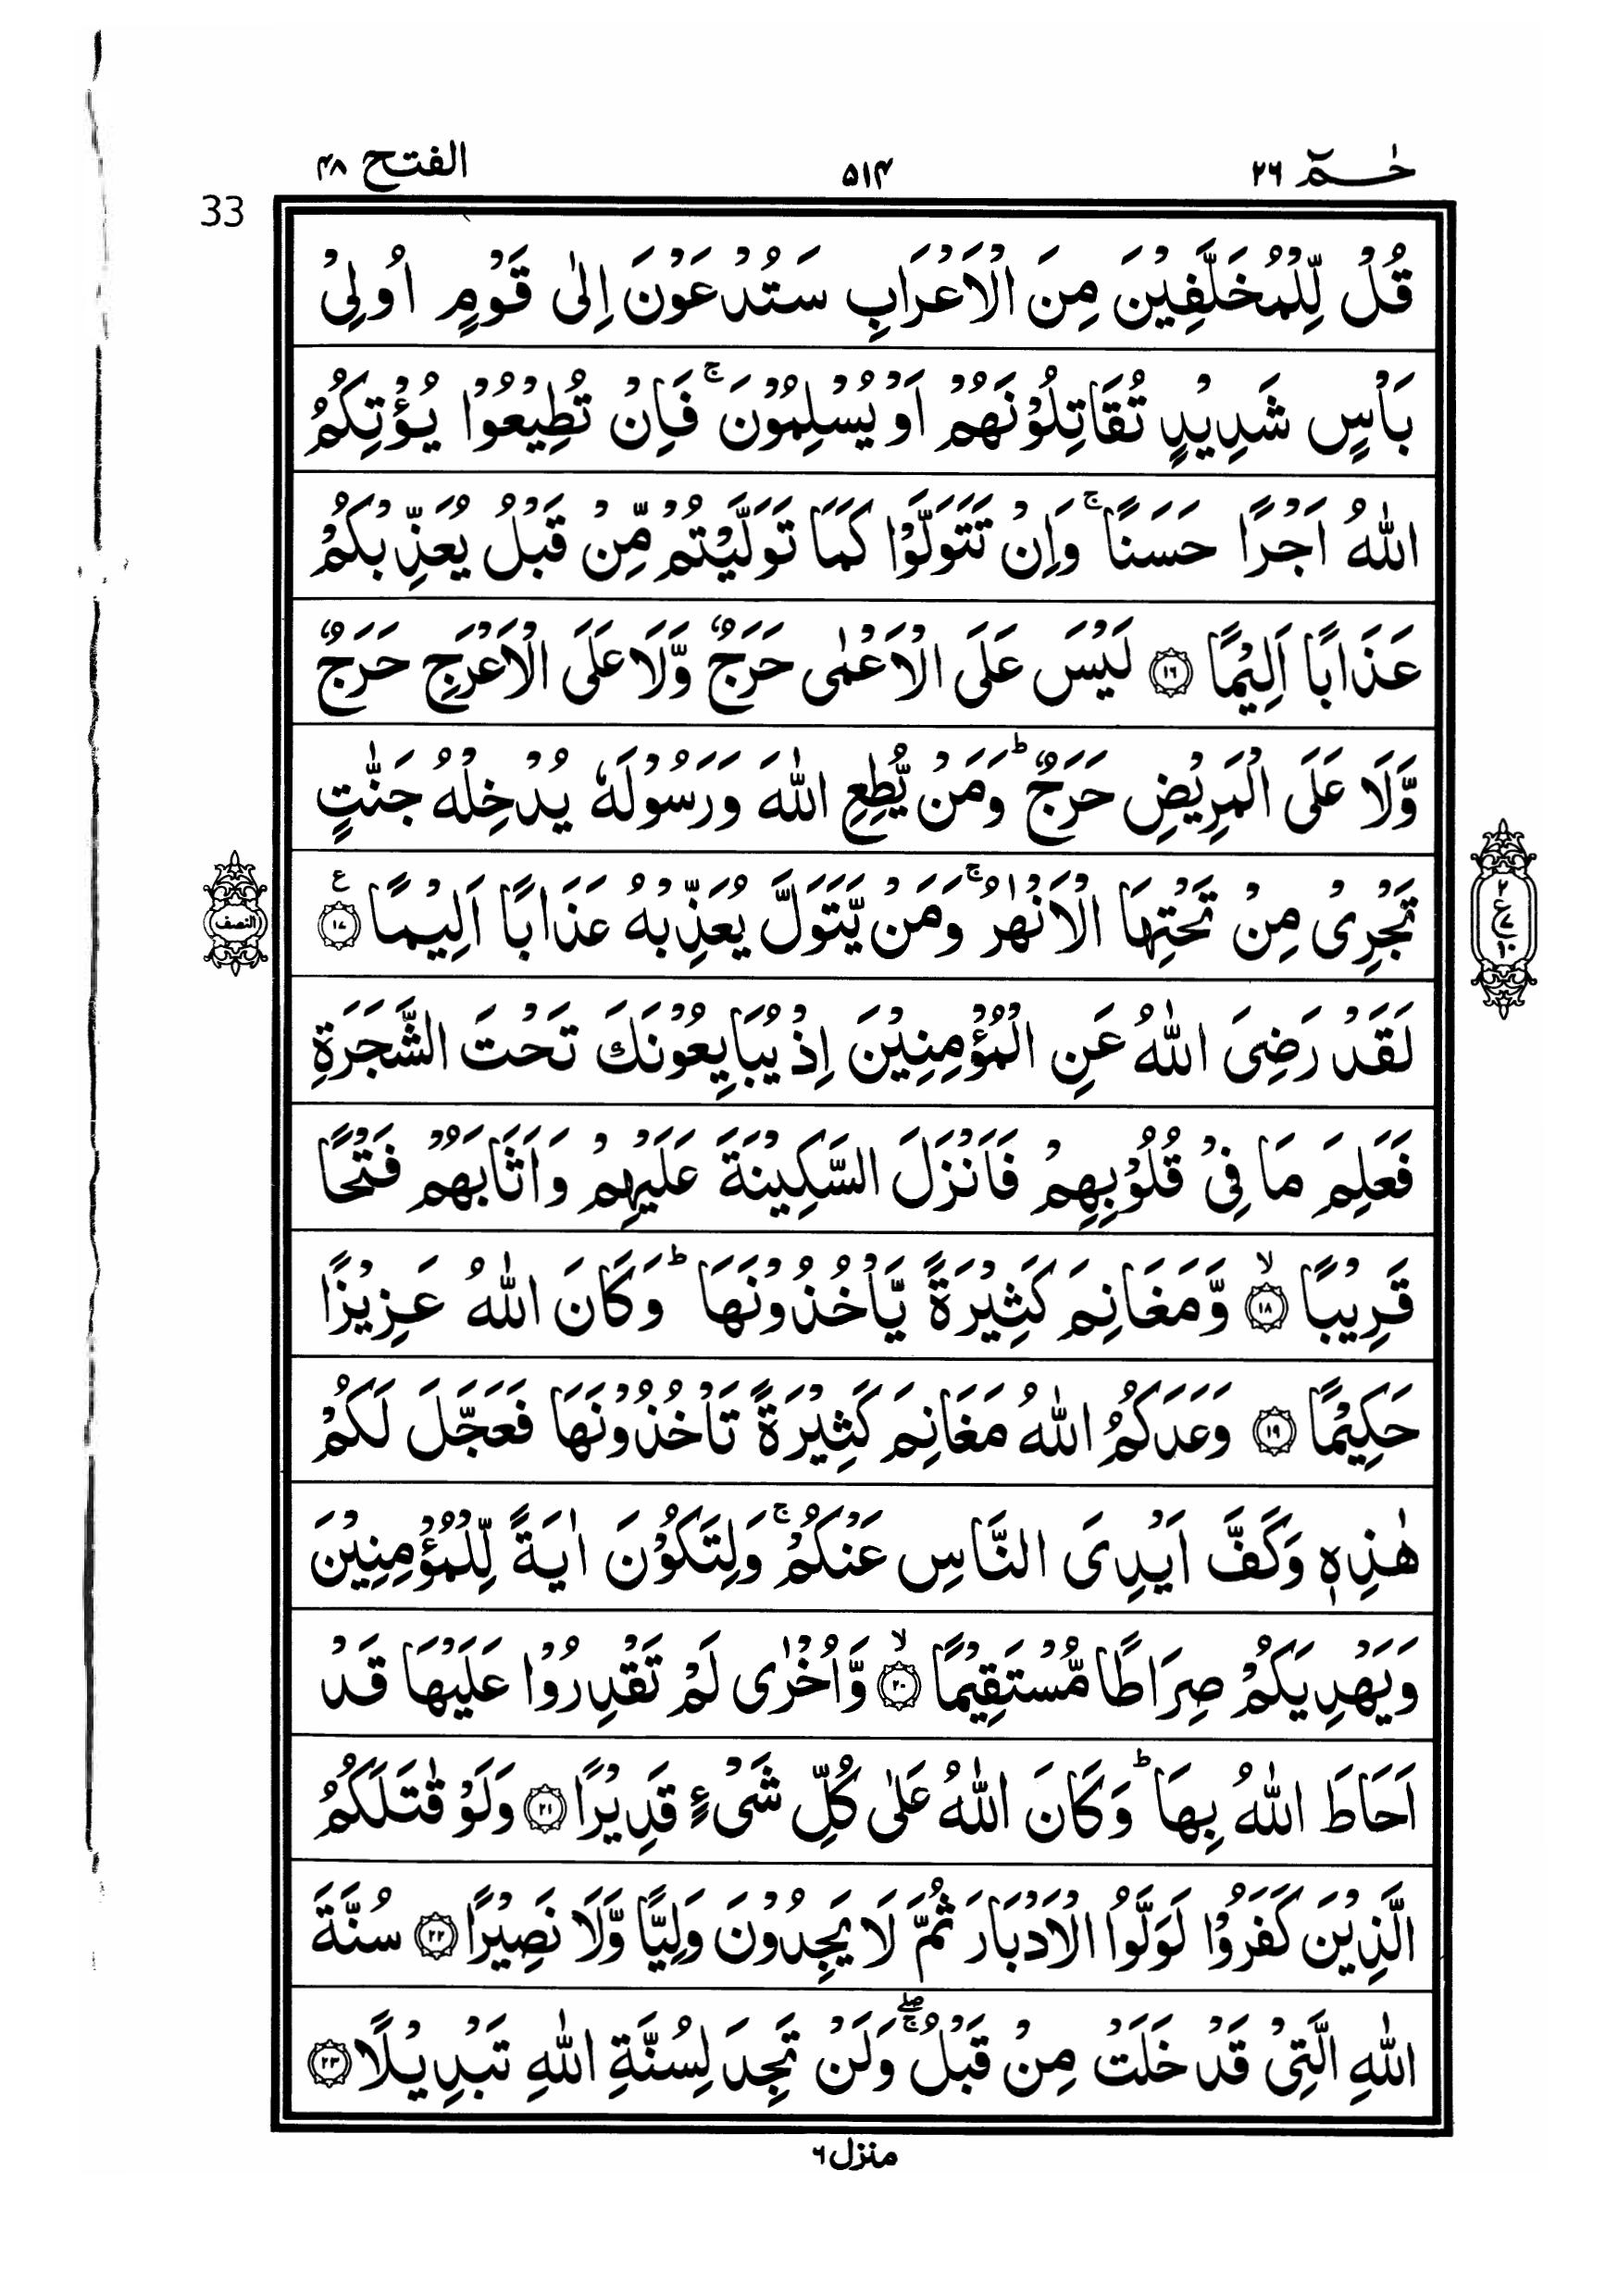 حٰـمٓ ٢٦ ٥١٤ الفتح ٤٨
33
قُلْ لِّلْمُخَلَّفِيْنَ مِنَ الْاَعْرَابِ سَتُدْعَوْنَ اِلٰى قَوْمٍ اُولِىْ
بَاْسٍ شَدِيْدٍ تُقَاتِلُوْنَهُمْ اَوْ يُسْلِمُوْنَ ۚ فَاِنْ تُطِيْعُوْا يُؤْتِكُمُ
اللّٰهُ اَجْرًا حَسَنًا ۚ وَاِنْ تَتَوَلَّوْا كَمَا تَوَلَّيْتُمْ مِّنْ قَبْلُ يُعَذِّبْكُمْ
عَذَابًا اَلِيْمًا ۝١٦ لَيْسَ عَلَى الْاَعْمٰى حَرَجٌ وَّلَا عَلَى الْاَعْرَجِ حَرَجٌ
وَّلَا عَلَى الْمَرِيْضِ حَرَجٌ ؕ وَمَنْ يُّطِعِ اللّٰهَ وَرَسُوْلَهٗ يُدْخِلْهُ جَنّٰتٍ
تَجْرِىْ مِنْ تَحْتِهَا الْاَنْهٰرُ ۚ وَمَنْ يَّتَوَلَّ يُعَذِّبْهُ عَذَابًا اَلِيْمًا ۝١٧ ع
النصف
٢ ع ٧ ١٠
لَقَدْ رَضِىَ اللّٰهُ عَنِ الْمُؤْمِنِيْنَ اِذْ يُبَايِعُوْنَكَ تَحْتَ الشَّجَرَةِ
فَعَلِمَ مَا فِىْ قُلُوْبِهِمْ فَاَنْزَلَ السَّكِيْنَةَ عَلَيْهِمْ وَاَثَابَهُمْ فَتْحًا
قَرِيْبًا ۝١٨ ۙ وَّمَغَانِمَ كَثِيْرَةً يَّاْخُذُوْنَهَا ؕ وَكَانَ اللّٰهُ عَزِيْزًا
حَكِيْمًا ۝١٩ وَعَدَكُمُ اللّٰهُ مَغَانِمَ كَثِيْرَةً تَاْخُذُوْنَهَا فَعَجَّلَ لَكُمْ
هٰذِهٖ وَكَفَّ اَيْدِىَ النَّاسِ عَنْكُمْ ۚ وَلِتَكُوْنَ اٰيَةً لِّلْمُؤْمِنِيْنَ
وَيَهْدِيَكُمْ صِرَاطًا مُّسْتَقِيْمًا ۝٢٠ ۙ وَّاُخْرٰى لَمْ تَقْدِرُوْا عَلَيْهَا قَدْ
اَحَاطَ اللّٰهُ بِهَا ؕ وَكَانَ اللّٰهُ عَلٰى كُلِّ شَىْءٍ قَدِيْرًا ۝٢١ وَلَوْ قٰتَلَكُمُ
الَّذِيْنَ كَفَرُوْا لَوَلَّوُا الْاَدْبَارَ ثُمَّ لَا يَجِدُوْنَ وَلِيًّا وَّلَا نَصِيْرًا ۝٢٢ سُنَّةَ
اللّٰهِ الَّتِىْ قَدْ خَلَتْ مِنْ قَبْلُ ۖۚ وَلَنْ تَجِدَ لِسُنَّةِ اللّٰهِ تَبْدِيْلًا ۝٢٣
منزل ٦